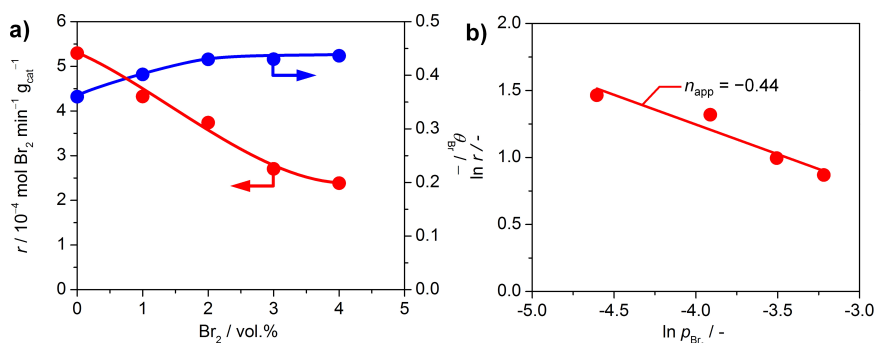 a)
6
5
4
3
2
1
0
r / 10⁻⁴ mol Br₂ min⁻¹ g_cat⁻¹
0.5
0.4
0.3
0.2
0.1
0.0
θ_Br / –
0 1 2 3 4 5
Br₂ / vol.%
b)
2.0
1.5
1.0
0.5
0.0
ln r / -
n_app = −0.44
-5.0 -4.5 -4.0 -3.5 -3.0
ln p_Br. / -